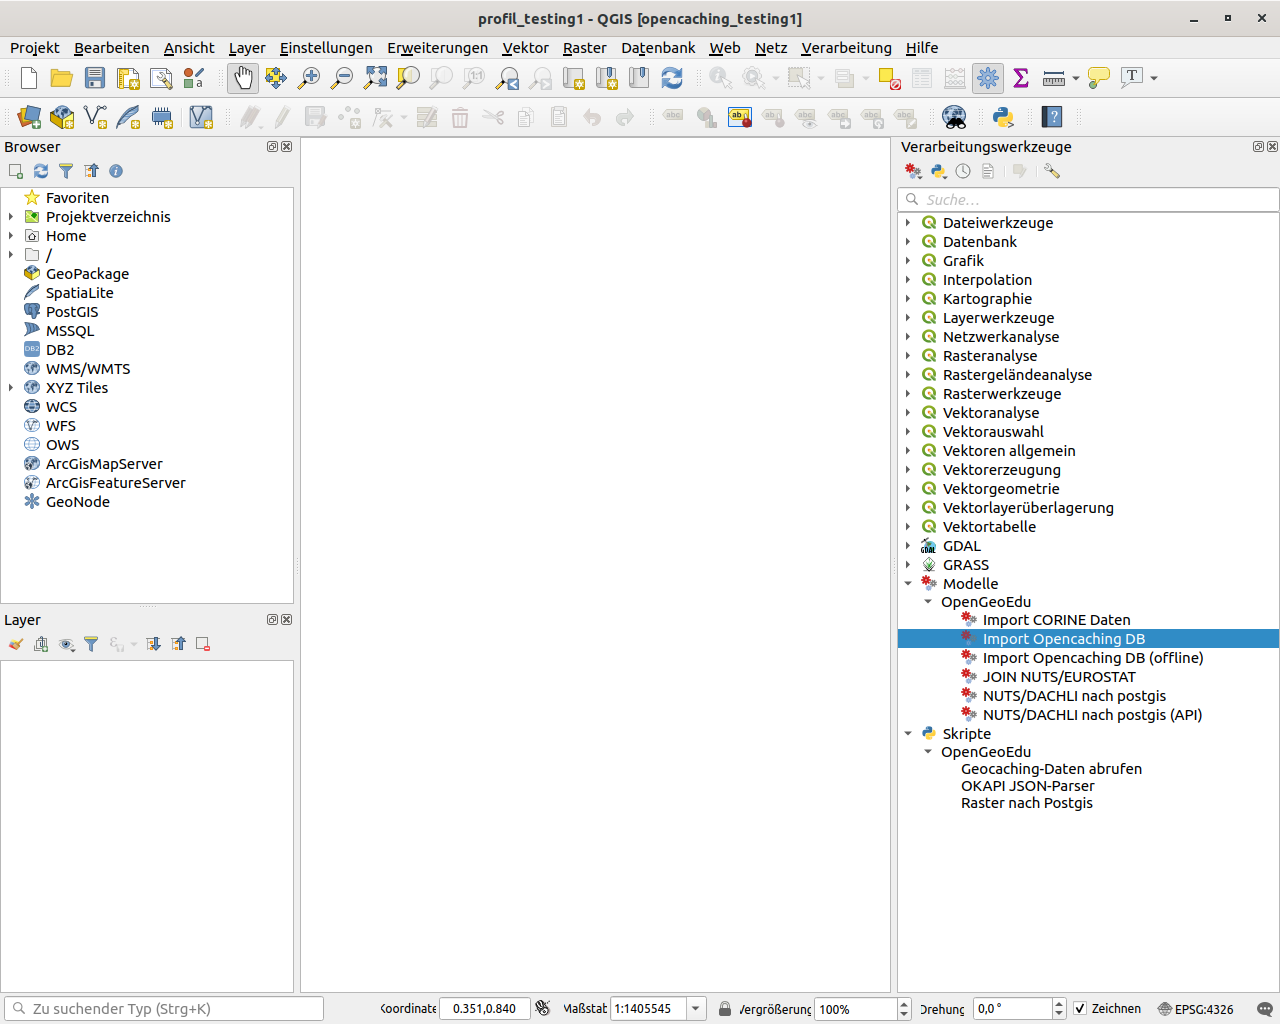 profil_testing1 - QGIS [opencaching_testing1]
Projekt Bearbeiten Ansicht Layer Einstellungen Erweiterungen Vektor Raster Datenbank Web Netz Verarbeitung Hilfe
Browser
Favoriten
Projektverzeichnis
Home
/
GeoPackage
SpatiaLite
PostGIS
MSSQL
DB2
WMS/WMTS
XYZ Tiles
WCS
WFS
OWS
ArcGisMapServer
ArcGisFeatureServer
GeoNode
Layer
Verarbeitungswerkzeuge
Suche…
Dateiwerkzeuge
Datenbank
Grafik
Interpolation
Kartographie
Layerwerkzeuge
Netzwerkanalyse
Rasteranalyse
Rastergeländeanalyse
Rasterwerkzeuge
Vektoranalyse
Vektorauswahl
Vektoren allgemein
Vektorerzeugung
Vektorgeometrie
Vektorlayerüberlagerung
Vektortabelle
GDAL
GRASS
Modelle
OpenGeoEdu
Import CORINE Daten
Import Opencaching DB
Import Opencaching DB (offline)
JOIN NUTS/EUROSTAT
NUTS/DACHLI nach postgis
NUTS/DACHLI nach postgis (API)
Skripte
OpenGeoEdu
Geocaching-Daten abrufen
OKAPI JSON-Parser
Raster nach Postgis
Zu suchender Typ (Strg+K) Koordinate 0.351,0.840 Maßstab 1:1405545 Vergrößerung 100% Drehung 0,0 ° Zeichnen EPSG:4326